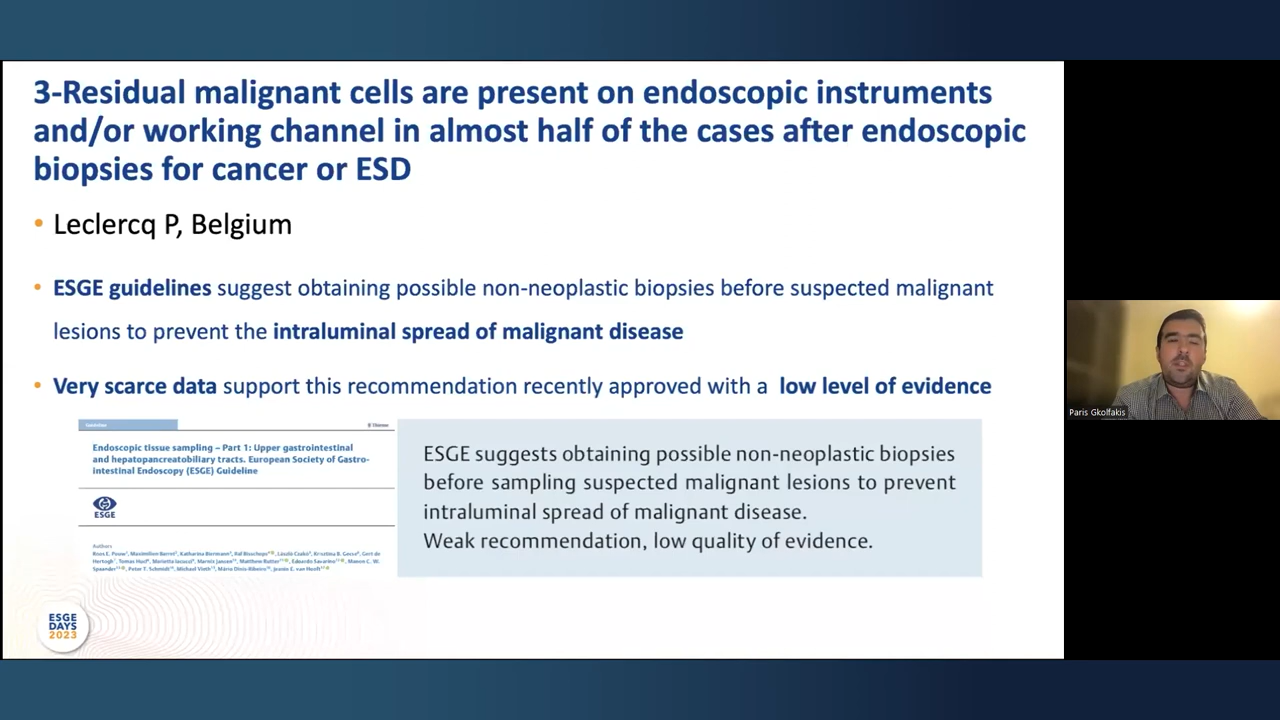 3-Residual malignant cells are present on endoscopic instruments
and/or working channel in almost half of the cases after endoscopic
biopsies for cancer or ESD
• Leclercq P, Belgium
• ESGE guidelines suggest obtaining possible non-neoplastic biopsies before suspected malignant
lesions to prevent the intraluminal spread of malignant disease
• Very scarce data support this recommendation recently approved with a low level of evidence
Guideline
Thieme
Endoscopic tissue sampling – Part 1: Upper gastrointestinal
and hepatopancreatobiliary tracts. European Society of Gastro-
intestinal Endoscopy (ESGE) Guideline
ESGE
Authors
ESGE suggests obtaining possible non-neoplastic biopsies
before sampling suspected malignant lesions to prevent
intraluminal spread of malignant disease.
Weak recommendation, low quality of evidence.
ESGE
DAYS
2023
Paris Gkolfakis